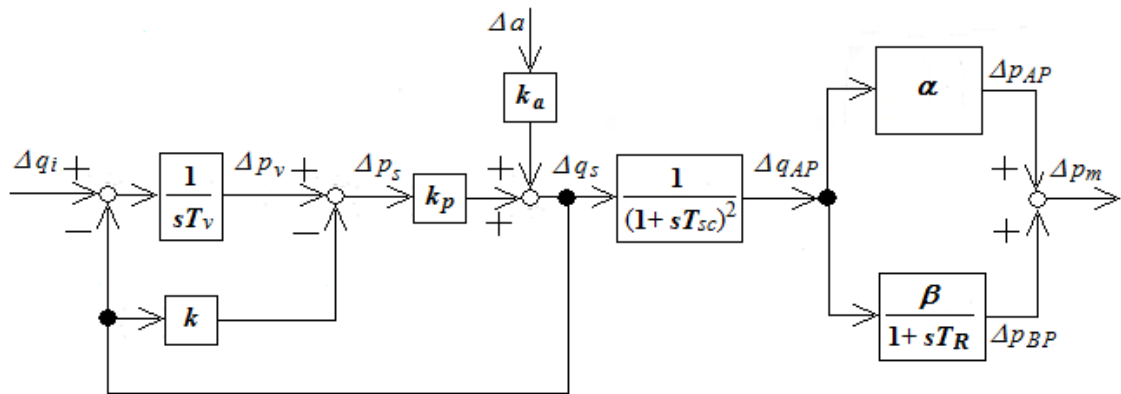 Δa
k_a
α
Δp_AP
Δq_i
+
−
1
sT_v
Δp_v
+
−
Δp_s
k_p
+
+
Δq_s
1
(1+ sT_sc)^2
Δq_AP
+
+
Δp_m
k
β
1+ sT_R
Δp_BP